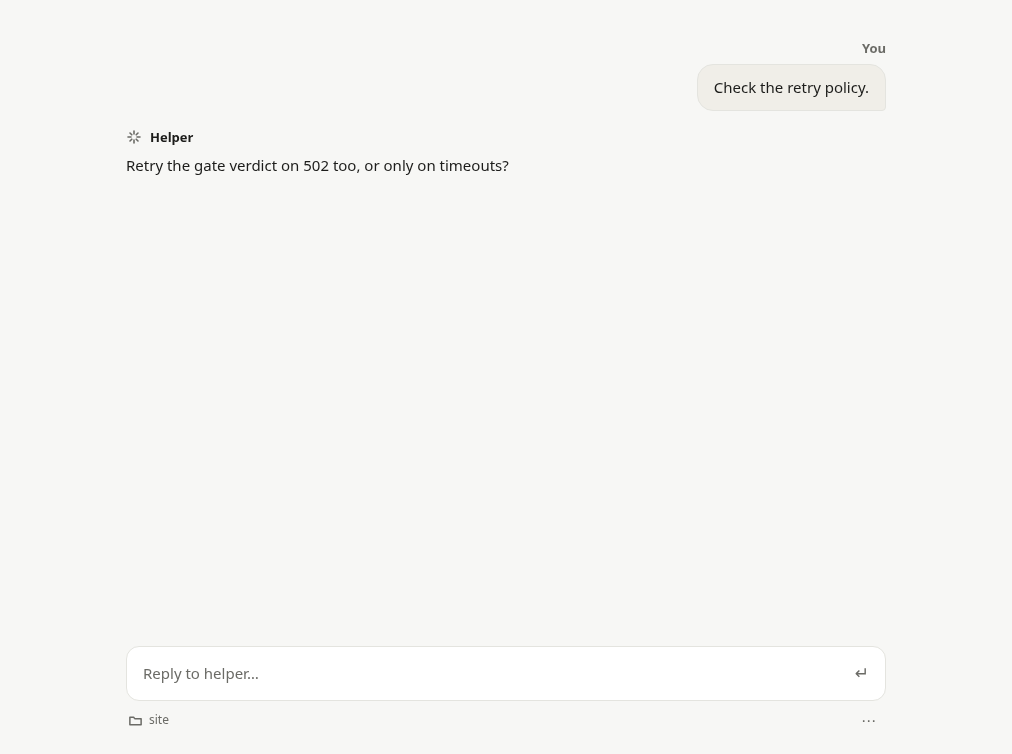 You
Check the retry policy.
Helper
Retry the gate verdict on 502 too, or only on timeouts?
Reply to helper...
site